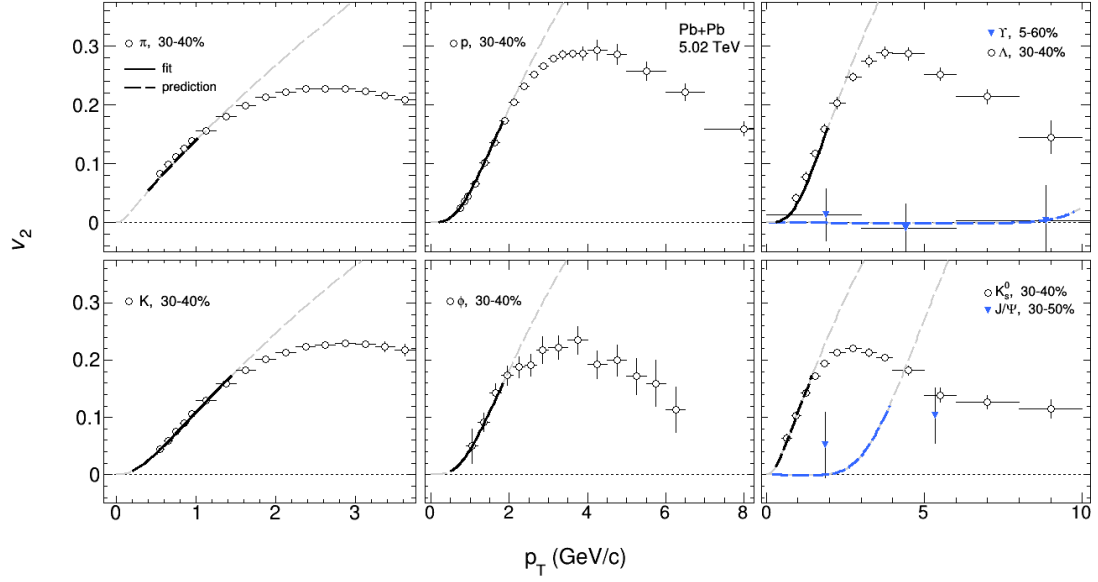 π, 30-40%
fit
prediction
p, 30-40%
Pb+Pb
5.02 TeV
Υ, 5-60%
Λ, 30-40%
0.3
0.2
0.1
0
v₂
K, 30-40%
ϕ, 30-40%
K⁰ₛ, 30-40%
J/Ψ, 30-50%
0.3
0.2
0.1
0
0 1 2 3
0 2 4 6 8
0 5 10
p_T (GeV/c)